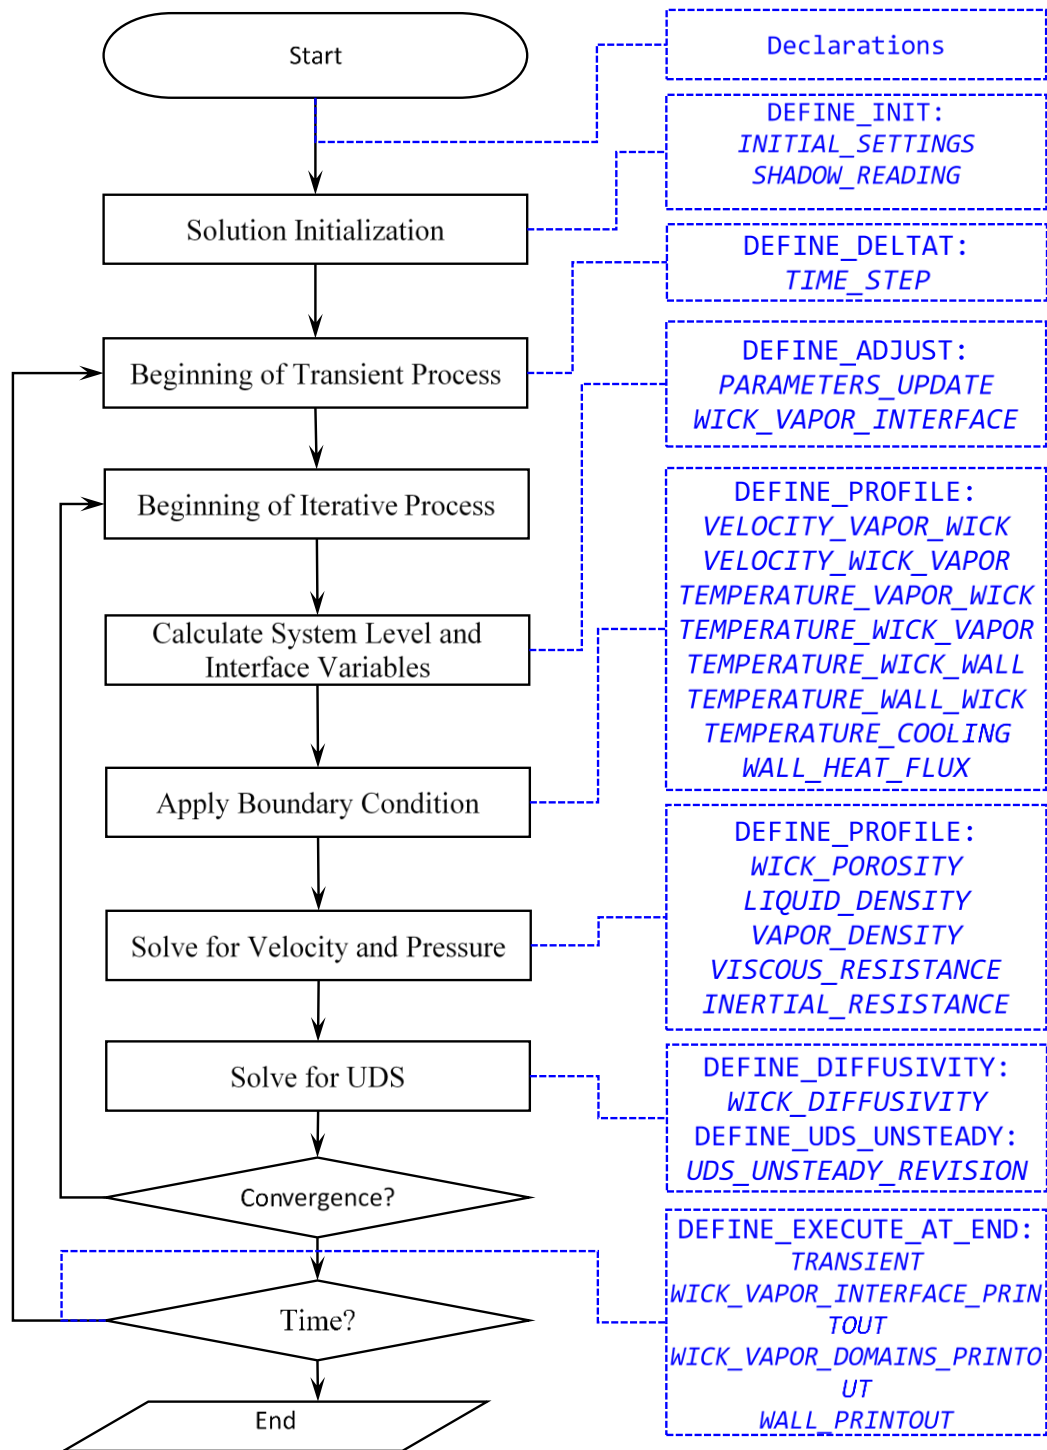 Start
Declarations
DEFINE_INIT:
INITIAL_SETTINGS
SHADOW_READING
Solution Initialization
DEFINE_DELTAT:
TIME_STEP
Beginning of Transient Process
DEFINE_ADJUST:
PARAMETERS_UPDATE
WICK_VAPOR_INTERFACE
Beginning of Iterative Process
DEFINE_PROFILE:
VELOCITY_VAPOR_WICK
VELOCITY_WICK_VAPOR
TEMPERATURE_VAPOR_WICK
TEMPERATURE_WICK_VAPOR
TEMPERATURE_WICK_WALL
TEMPERATURE_WALL_WICK
TEMPERATURE_COOLING
WALL_HEAT_FLUX
Calculate System Level and
Interface Variables
Apply Boundary Condition
DEFINE_PROFILE:
WICK_POROSITY
LIQUID_DENSITY
VAPOR_DENSITY
VISCOUS_RESISTANCE
INERTIAL_RESISTANCE
Solve for Velocity and Pressure
Solve for UDS
DEFINE_DIFFUSIVITY:
WICK_DIFFUSIVITY
DEFINE_UDS_UNSTEADY:
UDS_UNSTEADY_REVISION
Convergence?
DEFINE_EXECUTE_AT_END:
TRANSIENT
WICK_VAPOR_INTERFACE_PRIN
TOUT
WICK_VAPOR_DOMAINS_PRINTO
UT
WALL_PRINTOUT
Time?
End